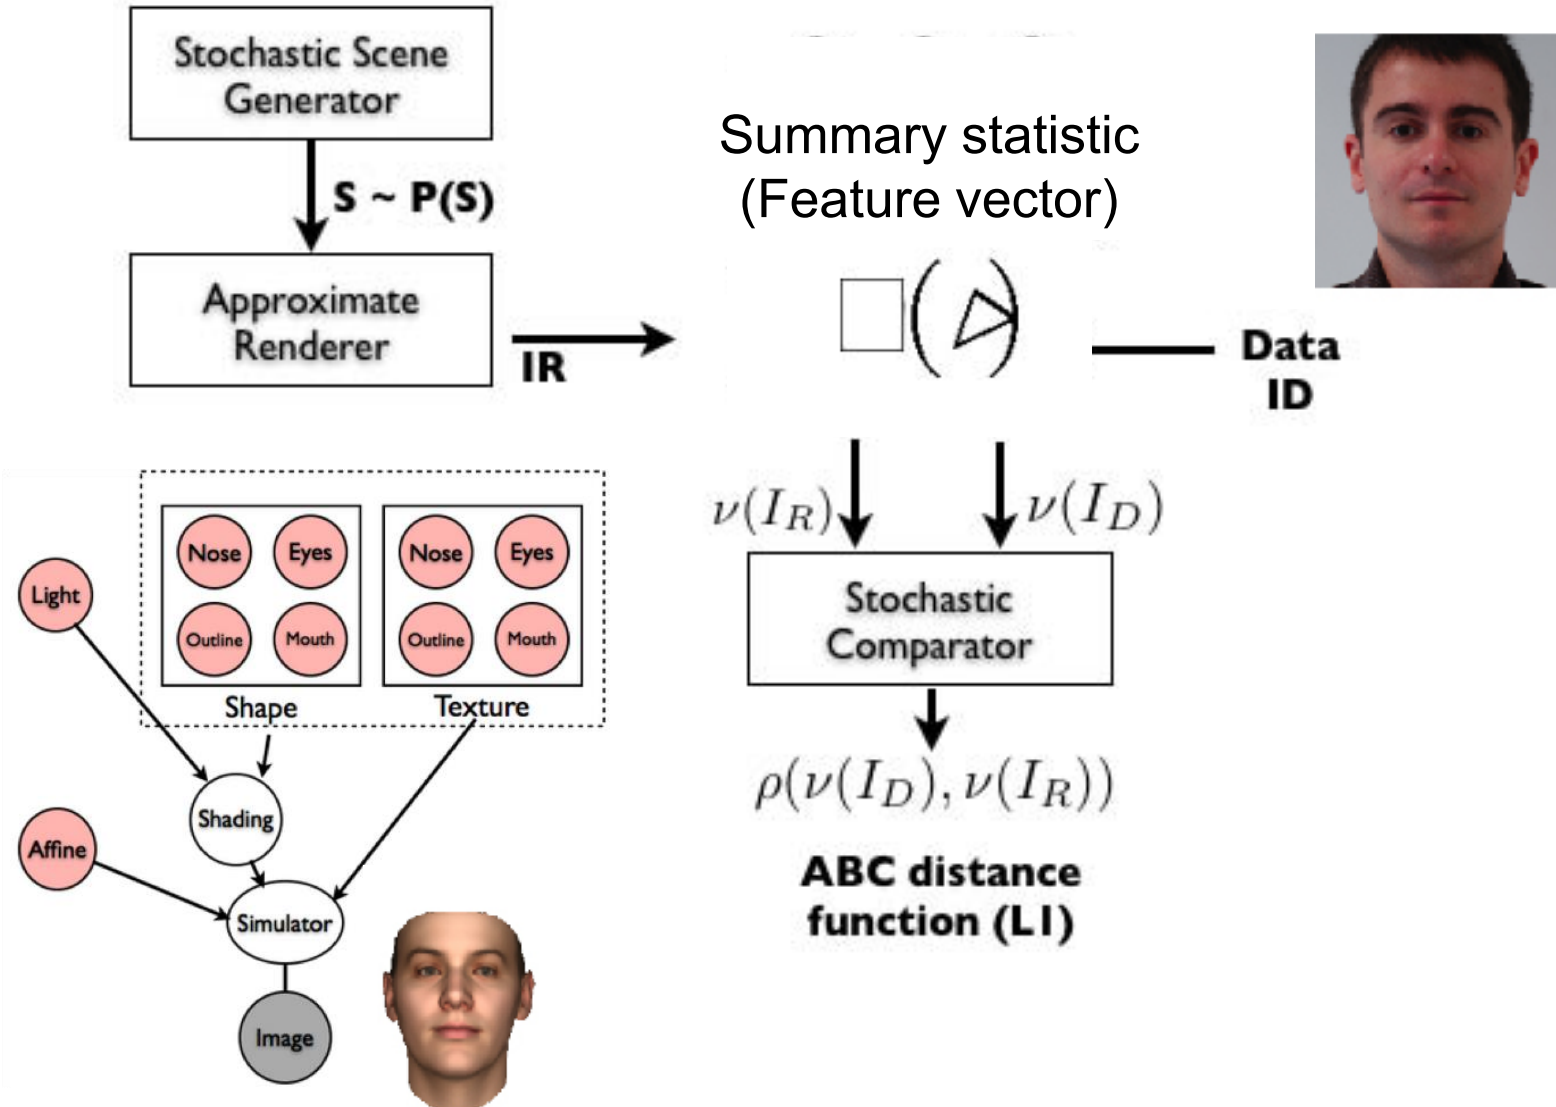 Stochastic Scene
Generator
S ~ P(S)
Approximate
Renderer
IR
Summary statistic
(Feature vector)
Data
ID
ν(I_R)
ν(I_D)
Stochastic
Comparator
ρ(ν(I_D), ν(I_R))
ABC distance
function (L1)
Nose
Eyes
Outline
Mouth
Shape
Nose
Eyes
Outline
Mouth
Texture
Light
Shading
Affine
Simulator
Image